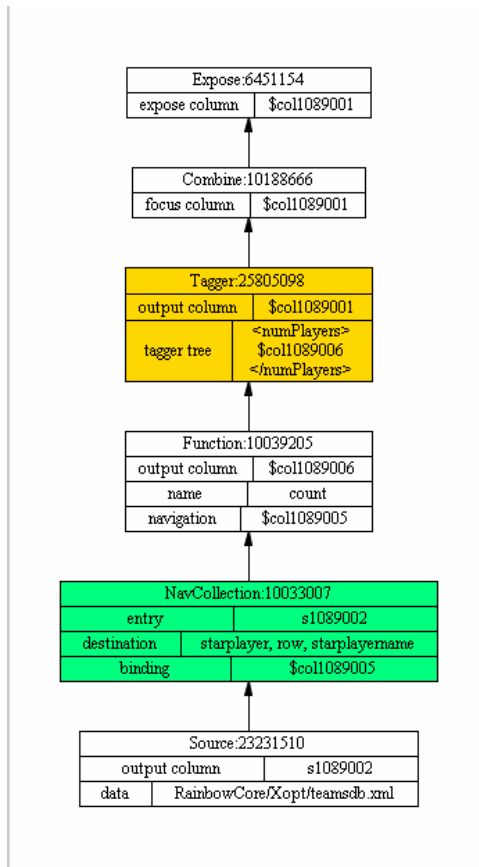 Expose:6451154
expose column $col1089001
Combine:10188666
focus column $col1089001
Tagger:25805098
output column $col1089001
tagger tree <numPlayers>
$col1089006
</numPlayers>
Function:10039205
output column $col1089006
name count
navigation $col1089005
NavCollection:10033007
entry s1089002
destination starplayer, row, starplayername
binding $col1089005
Source:23231510
output column s1089002
data RainbowCore/Xopt/teamsdb.xml